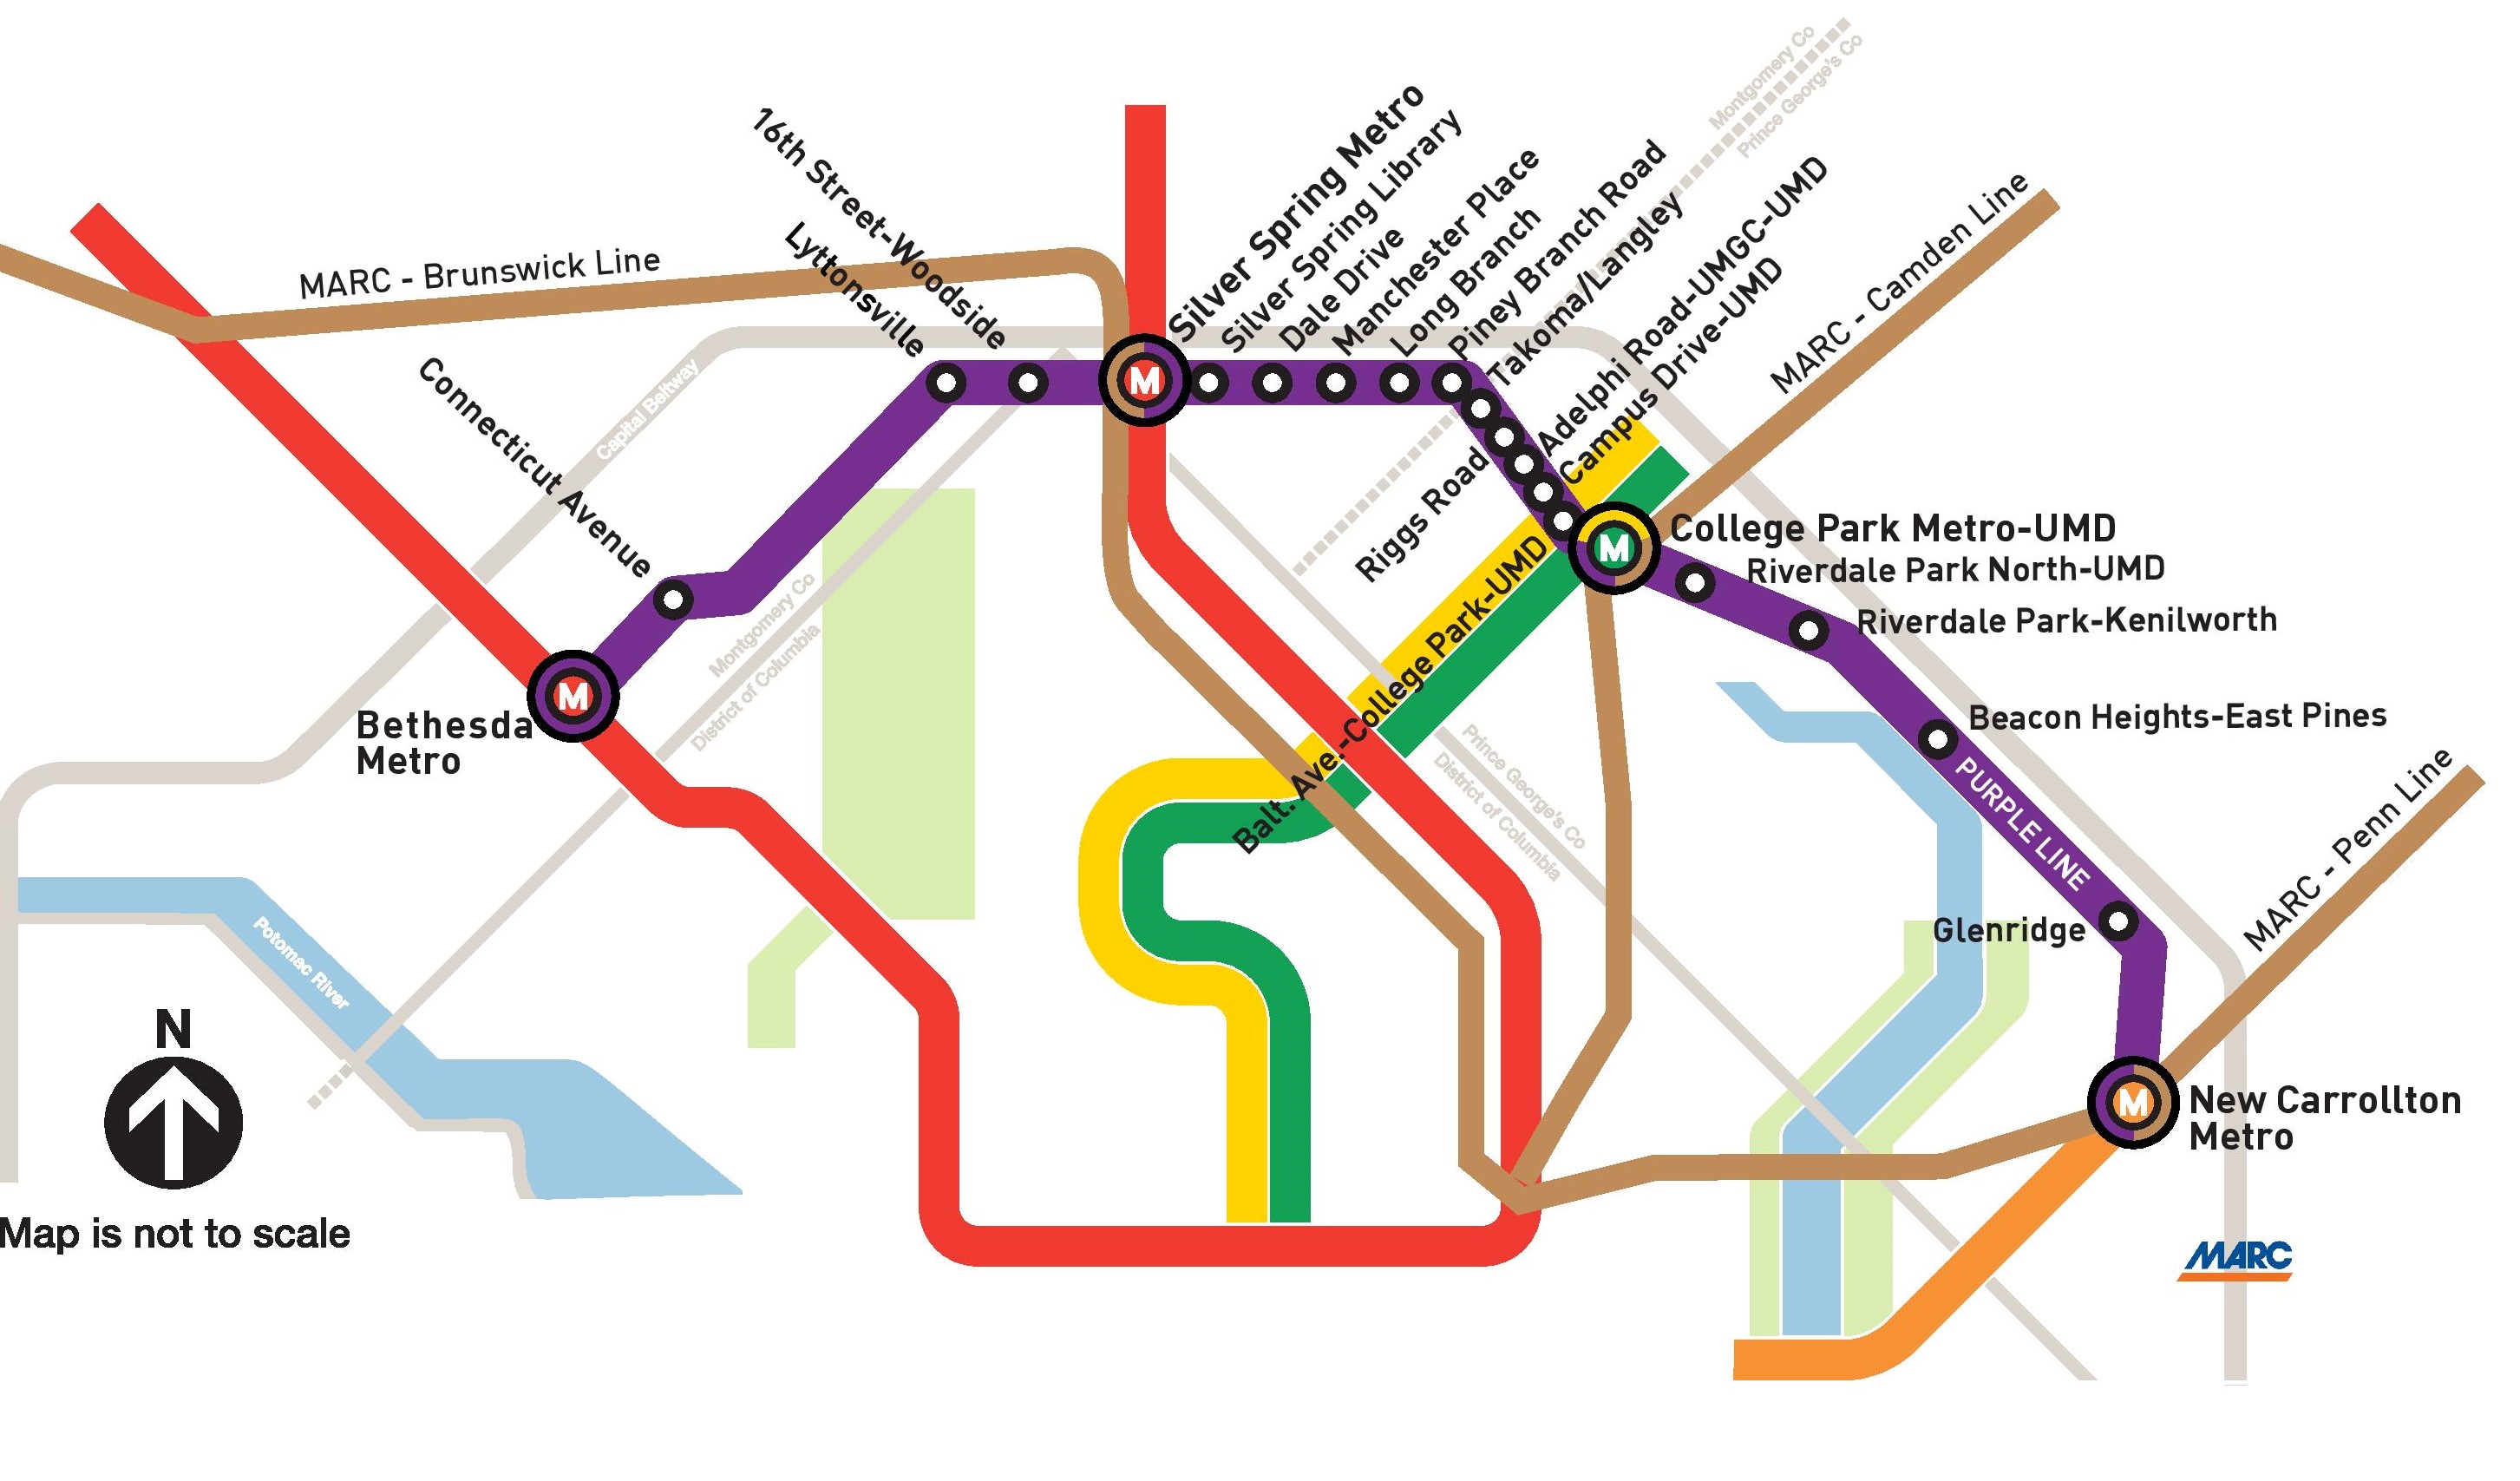 Montgomery Co
Prince George's Co
16th Street-Woodside
Lyttonsville
Silver Spring Metro
Silver Spring Library
Dale Drive
Manchester Place
Long Branch
Piney Branch Road
Takoma/Langley
Riggs Road
Adelphi Road-UMGC-UMD
Campus Drive-UMD
MARC - Camden Line
MARC - Brunswick Line
Capital Beltway
Connecticut Avenue
M
M
College Park Metro-UMD
Riverdale Park North-UMD
Riverdale Park-Kenilworth
Balt. Ave.-College Park-UMD
Montgomery Co
District of Columbia
M
Bethesda
Metro
Beacon Heights-East Pines
PURPLE LINE
Prince George's Co
District of Columbia
MARC - Penn Line
Glenridge
Potomac River
N
M
New Carrollton
Metro
Map is not to scale
MARC